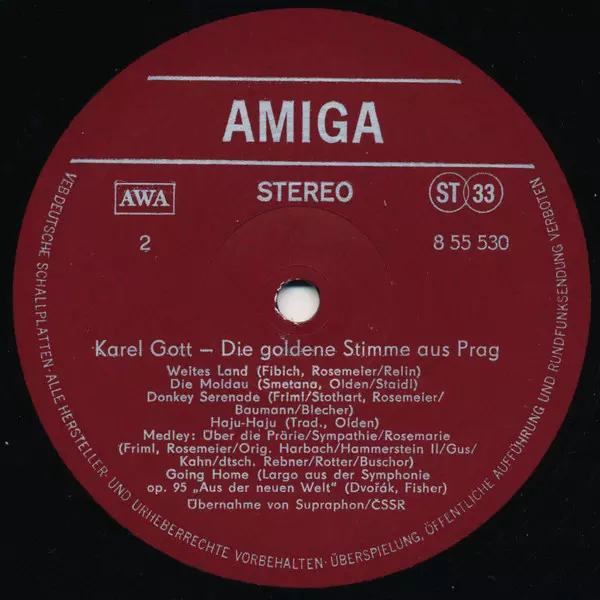 AMIGA
AWA
STEREO
ST 33
2
8 55 530
Karel Gott – Die goldene Stimme aus Prag
Weites Land (Fibich, Rosemeier/Relin)
Die Moldau (Smetana, Olden/Staidl)
Donkey Serenade (Friml/Stothart, Rosemeier/
Baumann/Blecher)
Haju-Haju (Trad., Olden)
Medley: Über die Prärie/Sympathie/Rosemarie
(Friml, Rosemeier/Orig. Harbach/Hammerstein II/Gus/
Kahn/dtsch. Rebner/Rotter/Buschor)
Going Home (Largo aus der Symphonie
op. 95 „Aus der neuen Welt" (Dvořák, Fisher)
Übernahme von Supraphon/ČSSR
VEB DEUTSCHE SCHALLPLATTEN · ALLE HERSTELLER- UND URHEBERRECHTE VORBEHALTEN · ÜBERSPIELUNG, ÖFFENTLICHE AUFFÜHRUNG UND RUNDFUNKSENDUNG VERBOTEN